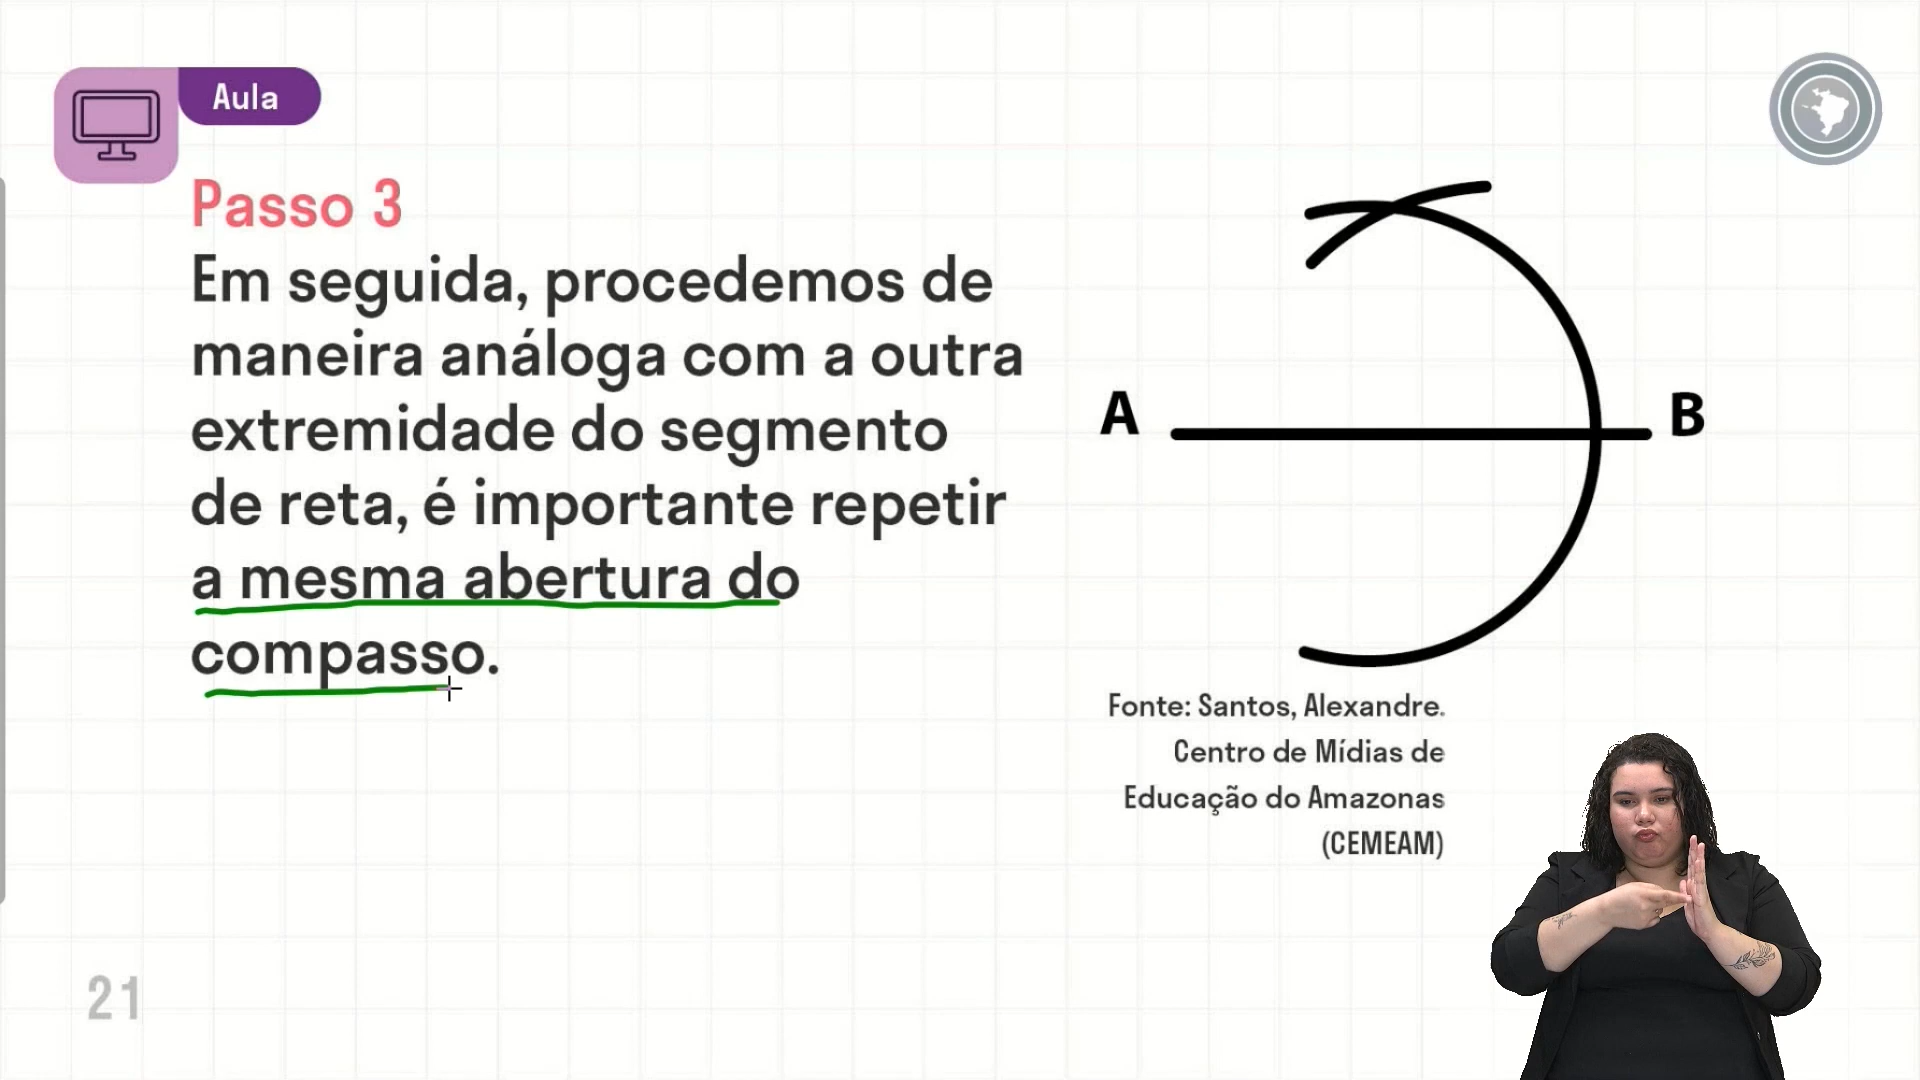 Aula
Passo 3
Em seguida, procedemos de
maneira análoga com a outra
extremidade do segmento
de reta, é importante repetir
a mesma abertura do
compasso.
A
B
Fonte: Santos, Alexandre.
Centro de Mídias de
Educação do Amazonas
(CEMEAM)
21